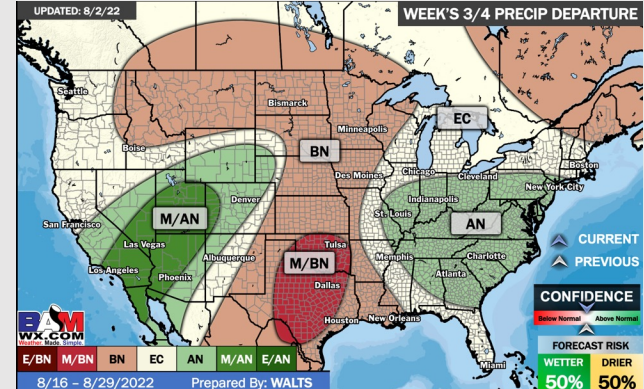 UPDATED: 8/2/22
WEEK'S 3/4 PRECIP DEPARTURE
Seattle
Bismarck
EC
Minneapolis
Boise
BN
Boston
Chicago
Cleveland
Des Moines
New York City
Denver
Indianapolis
M/AN
St. Louis
AN
San Francisco
Las Vegas
Tulsa
CURRENT
Albuquerque
M/BN
Memphis
Charlotte
PREVIOUS
Los Angeles
Phoenix
Dallas
Atlanta
CONFIDENCE
Houston
New Orleans
Below Normal
Above Normal
BAM
WX.COM
Weather. Made. Simple.
FORECAST RISK
E/BN M/BN BN EC AN M/AN E/AN
Miami
WETTER
DRIER
50%
50%
8/16 – 8/29/2022
Prepared By: WALTS